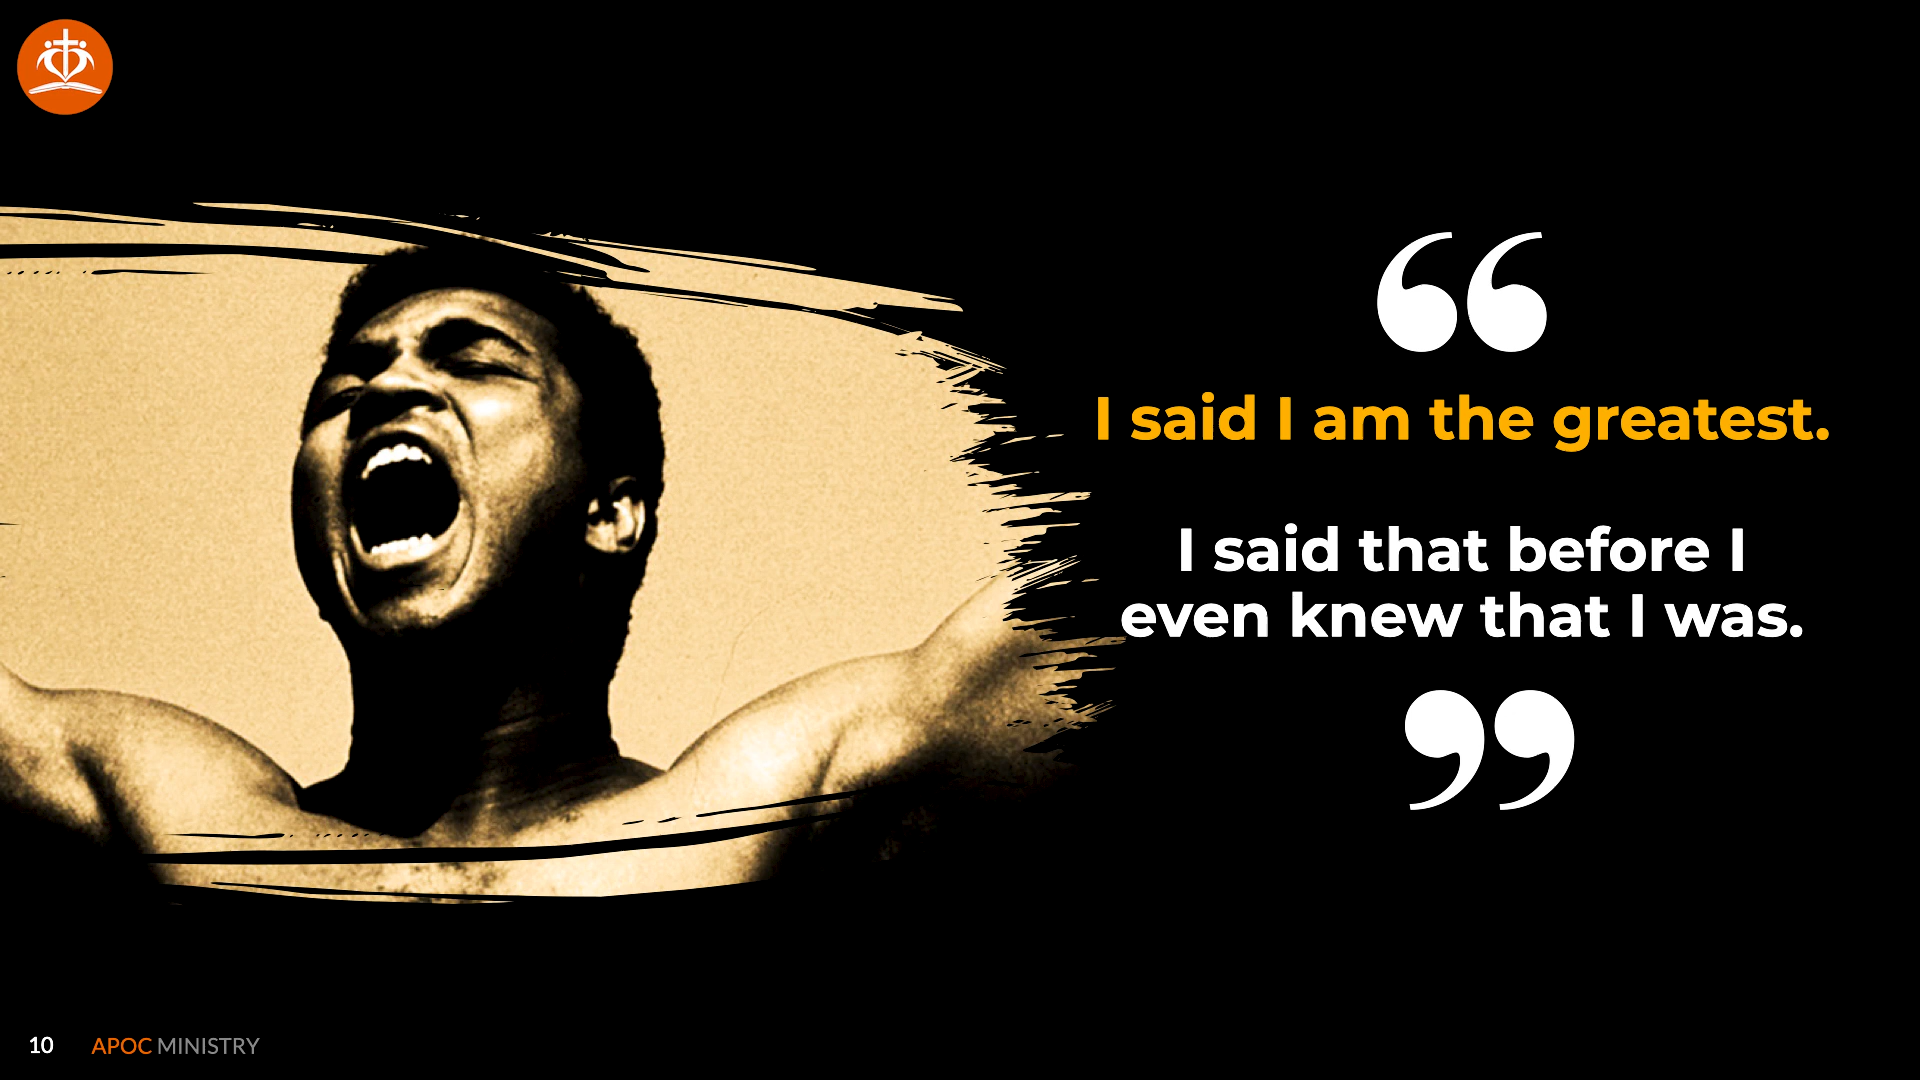 “
I said I am the greatest.
I said that before I
even knew that I was.
”
10 APOC MINISTRY